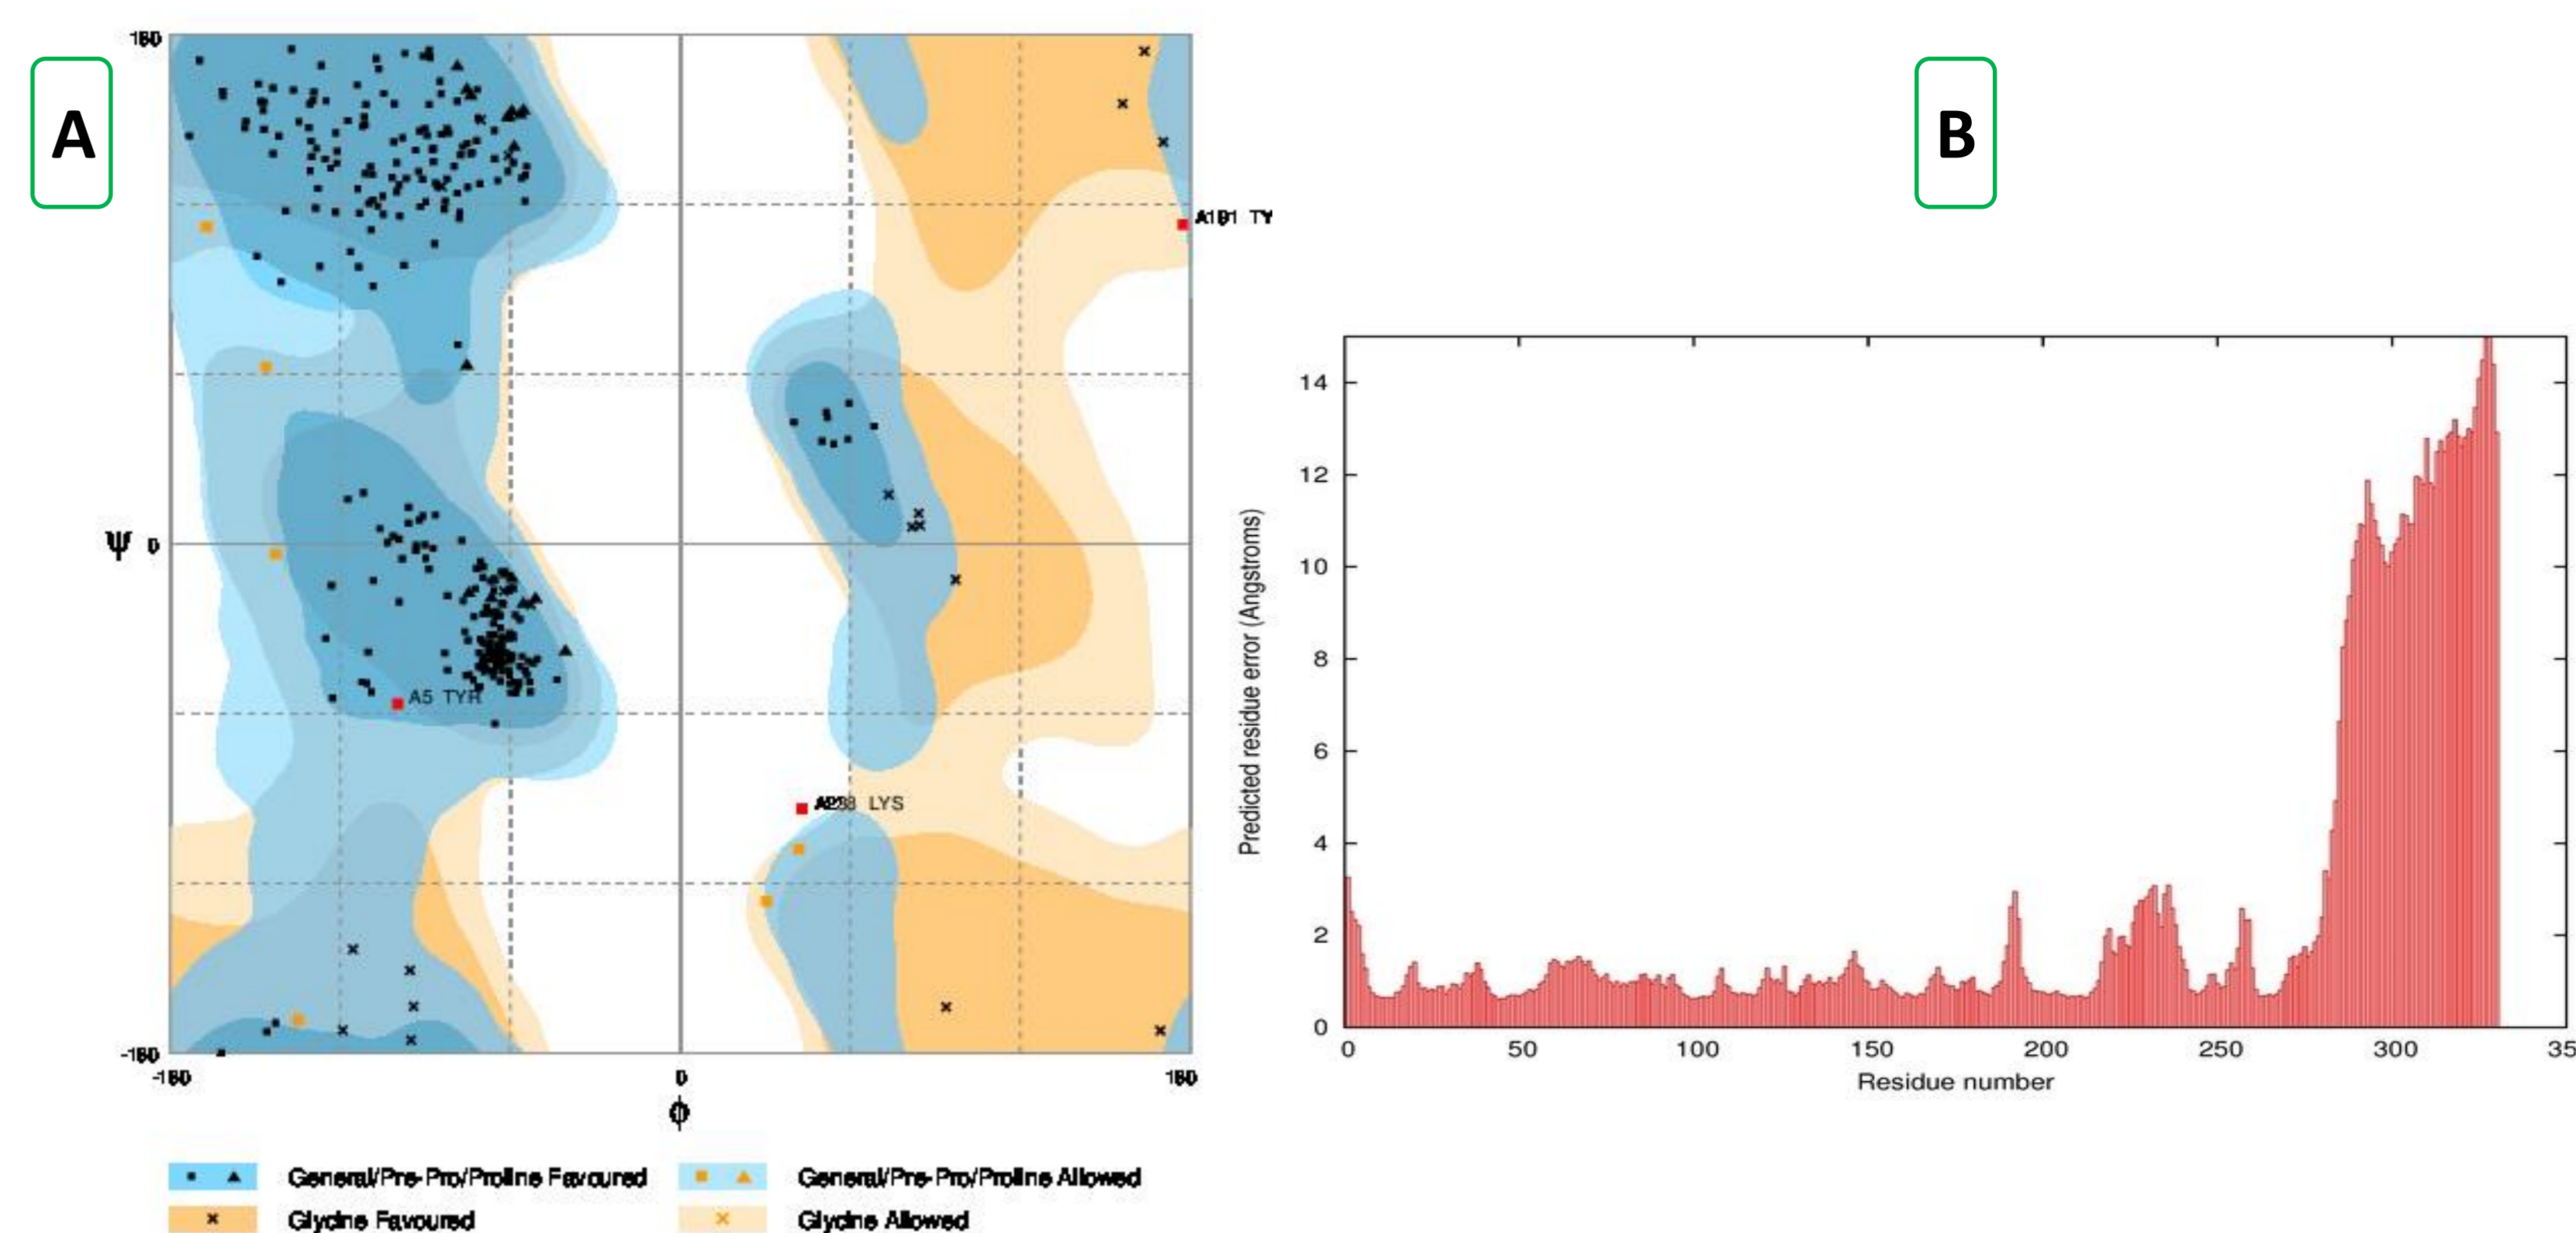 A
B
180
A5 TYR
LYS
Ψ
0
-180
-180
0
180
ϕ
General/Pre-Pro/Proline Favoured
General/Pre-Pro/Proline Allowed
Glycine Favoured
Glycine Allowed
Predicted residue error (Angstroms)
14
12
10
8
6
4
2
0
0
50
100
150
200
250
300
35
Residue number